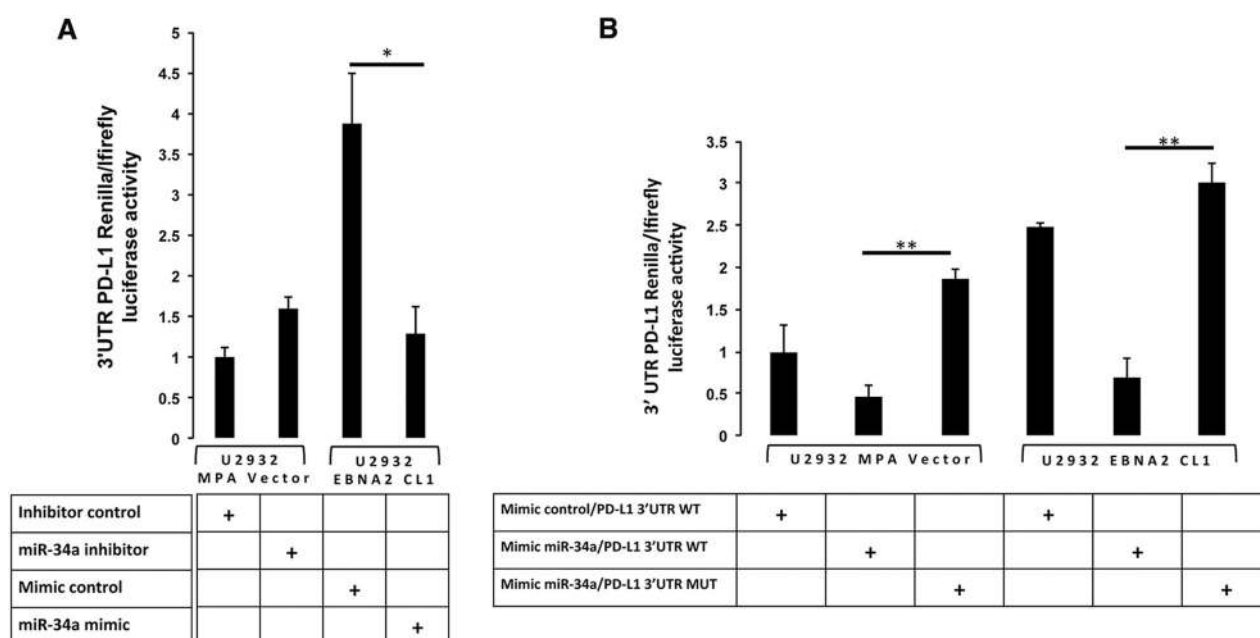 A
3'UTR PD-L1 Renilla/Ifirefly
luciferase activity
5
4.5
4
3.5
3
2.5
2
1.5
1
0.5
0
*
U2932
MPA Vector
U2932
EBNA2 CL1
Inhibitor control +
miR-34a inhibitor +
Mimic control +
miR-34a mimic +
B
3' UTR PD-L1 Renilla/Ifirefly
luciferase activity
3.5
3
2.5
2
1.5
1
0.5
0
**
**
U2932 MPA Vector
U2932 EBNA2 CL1
Mimic control/PD-L1 3'UTR WT + +
Mimic miR-34a/PD-L1 3'UTR WT + +
Mimic miR-34a/PD-L1 3'UTR MUT + +